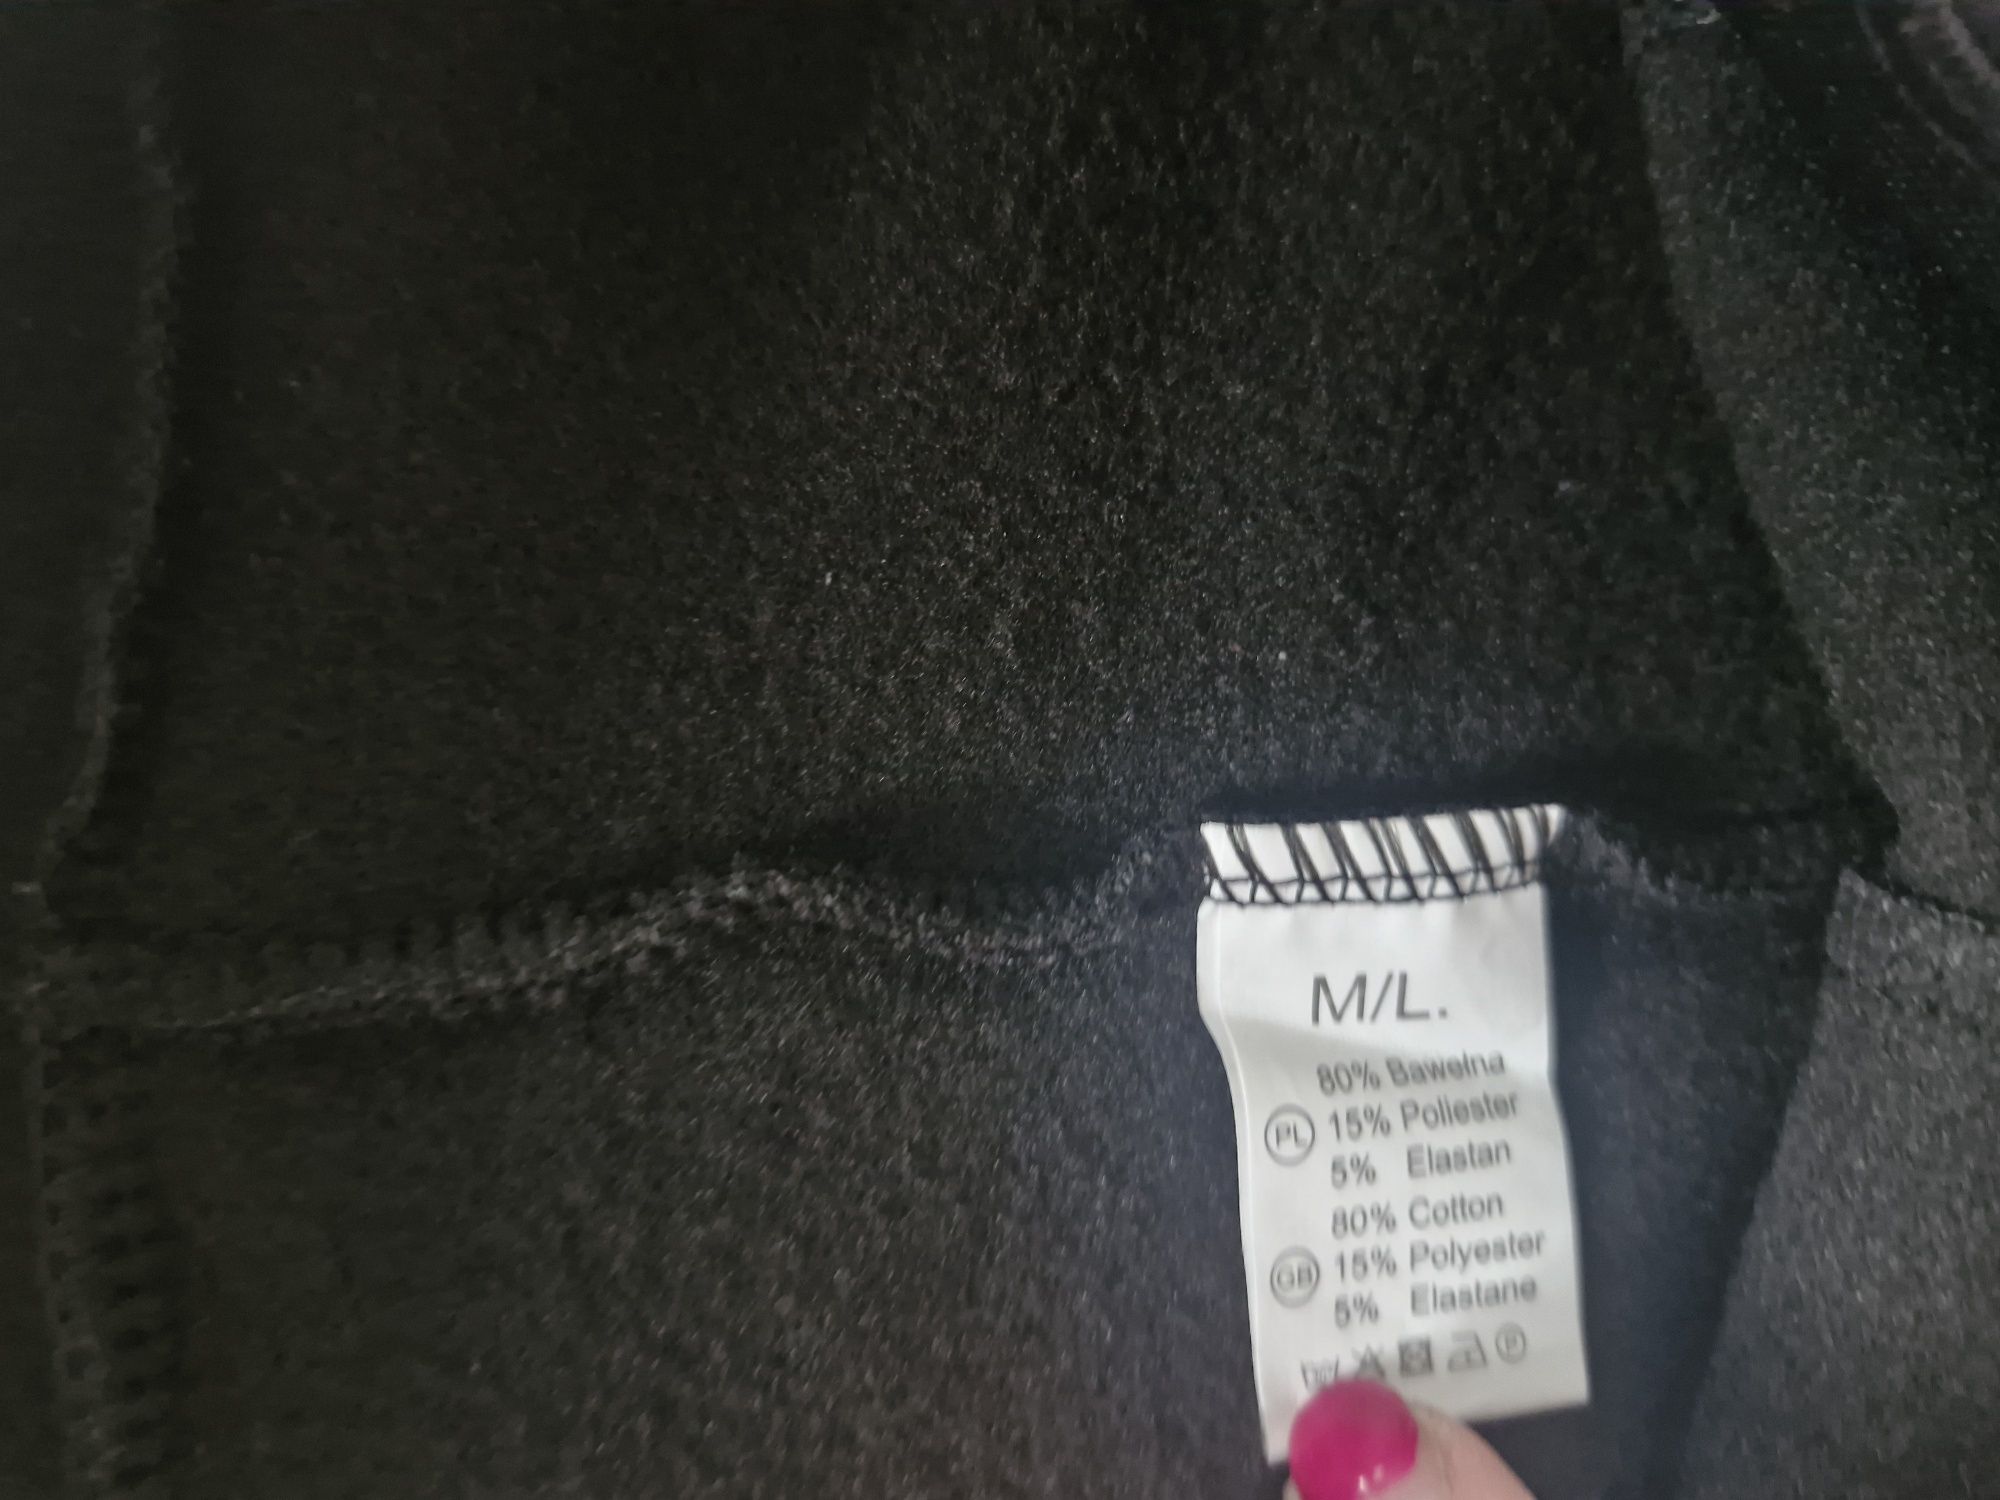 M/L.
80% Bawełna
PL 15% Poliester
5% Elastan
80% Cotton
GB 15% Polyester
5% Elastane
P